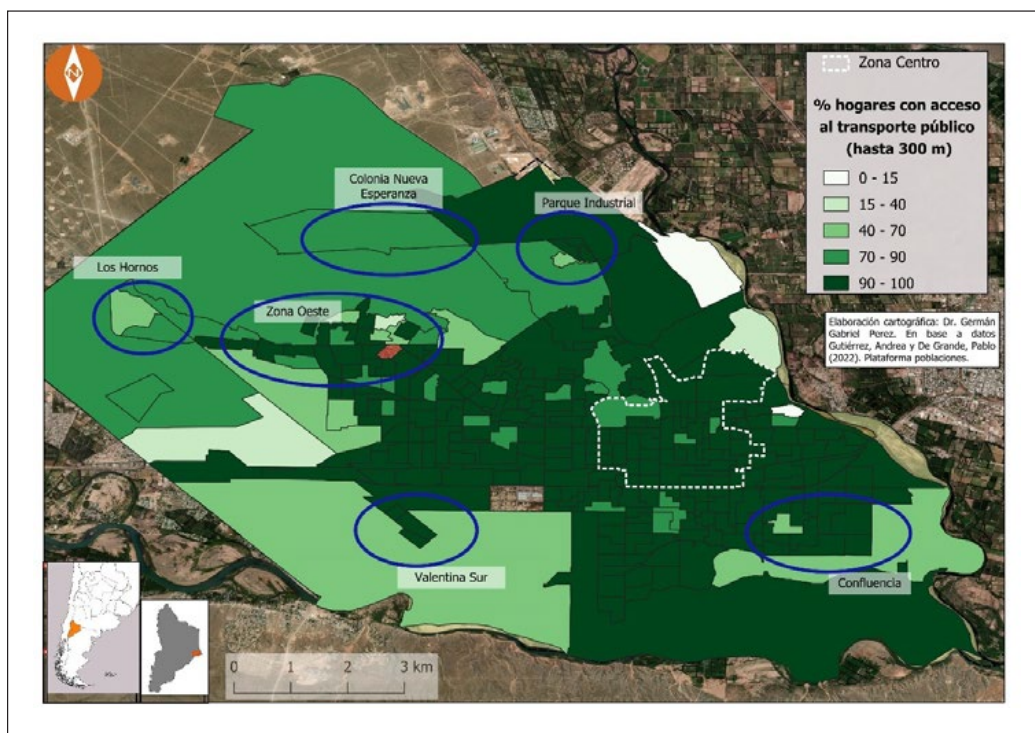 N
Zona Centro
% hogares con acceso
al transporte público
(hasta 300 m)
0 - 15
15 - 40
40 - 70
70 - 90
90 - 100
Elaboración cartográfica: Dr. Germán
Gabriel Perez. En base a datos
Gutiérrez, Andrea y De Grande, Pablo
(2022). Plataforma poblaciones.
Colonia Nueva
Esperanza
Parque Industrial
Los Hornos
Zona Oeste
Valentina Sur
Confluencia
0 1 2 3 km